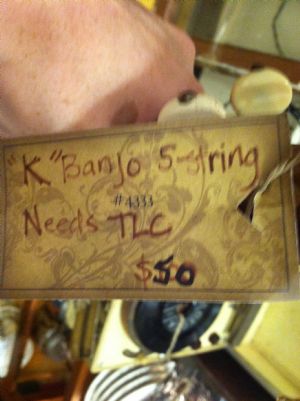 "K" Banjo 5-string
#4333
Needs TLC
$50